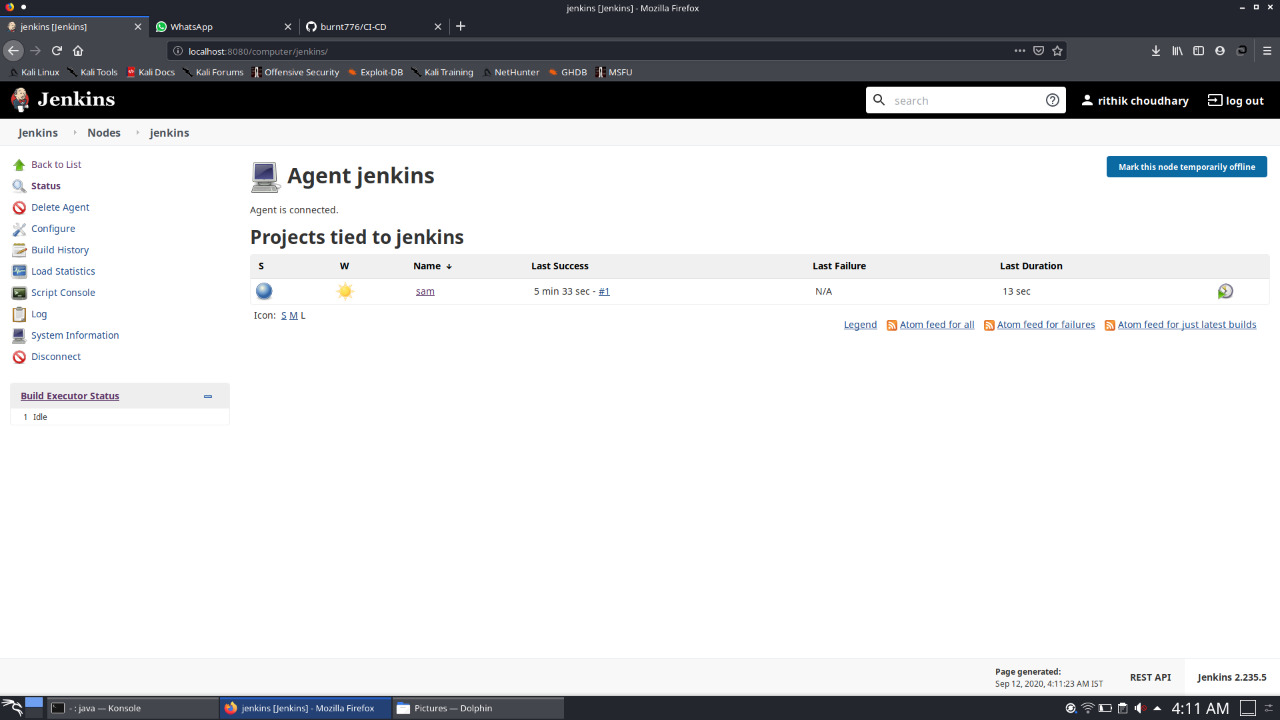 jenkins [Jenkins] - Mozilla Firefox
jenkins [Jenkins]
WhatsApp
burnt776/CI-CD
localhost:8080/computer/jenkins/
Kali Linux Kali Tools Kali Docs Kali Forums Offensive Security Exploit-DB Kali Training NetHunter GHDB MSFU
Jenkins
search
rithik choudhary
log out
Jenkins Nodes jenkins
Back to List
Status
Delete Agent
Configure
Build History
Load Statistics
Script Console
Log
System Information
Disconnect
Build Executor Status
1 Idle
Agent jenkins
Mark this node temporarily offline
Agent is connected.
Projects tied to jenkins
S W Name ↓ Last Success Last Failure Last Duration
sam 5 min 33 sec - #1 N/A 13 sec
Icon: S M L
Legend Atom feed for all Atom feed for failures Atom feed for just latest builds
Page generated:
Sep 12, 2020, 4:11:23 AM IST
REST API
Jenkins 2.235.5
- : java — Konsole
jenkins [Jenkins] - Mozilla Firefox
Pictures — Dolphin
4:11 AM